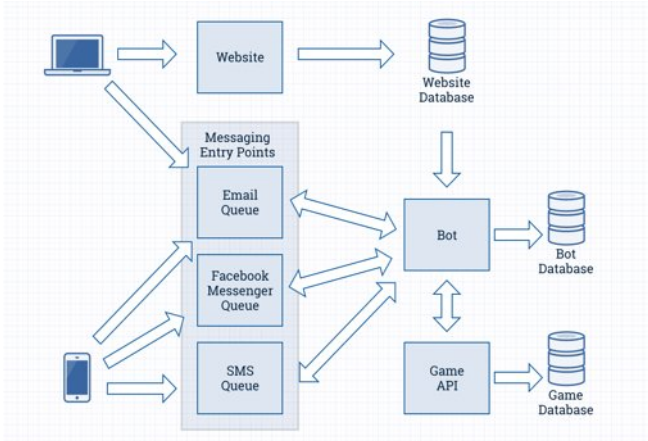 Website
Website
Database
Messaging
Entry Points
Email
Queue
Bot
Bot
Database
Facebook
Messenger
Queue
SMS
Queue
Game
API
Game
Database